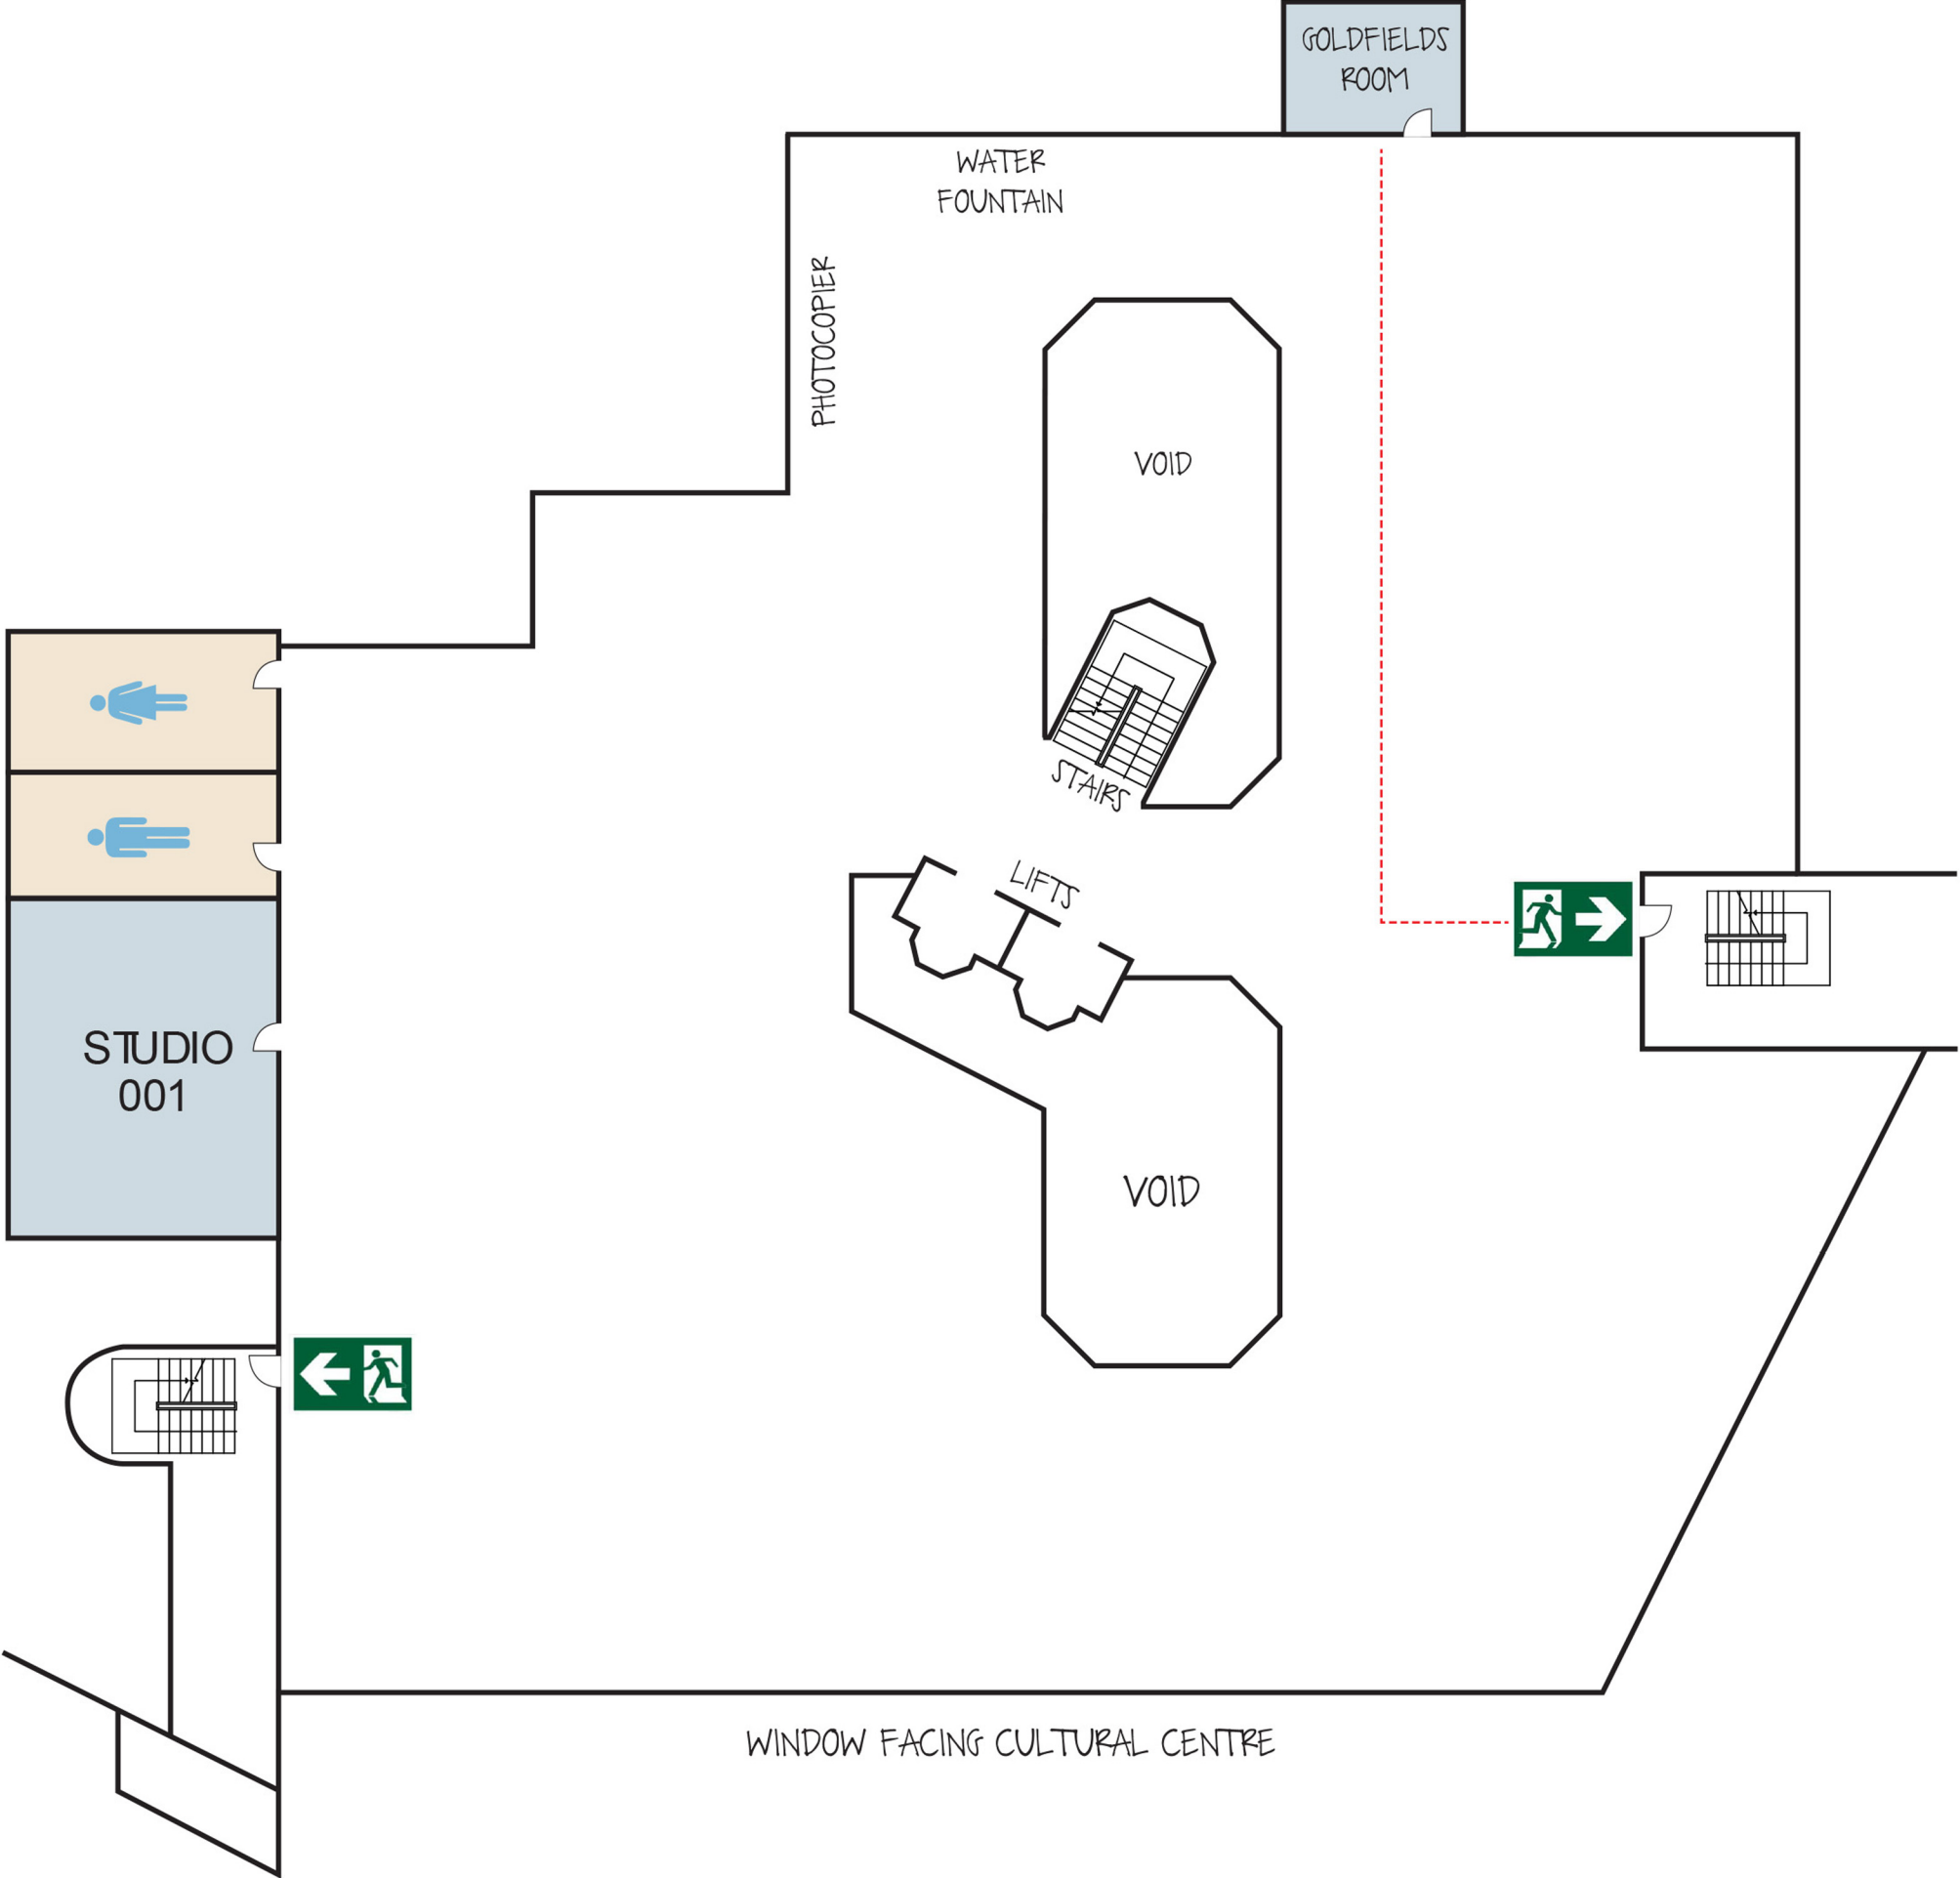 GOLDFIELDS
ROOM
WATER
FOUNTAIN
PHOTOCOPIER
VOID
STAIRS
LIFTS
STUDIO
001
VOID
WINDOW FACING CULTURAL CENTRE